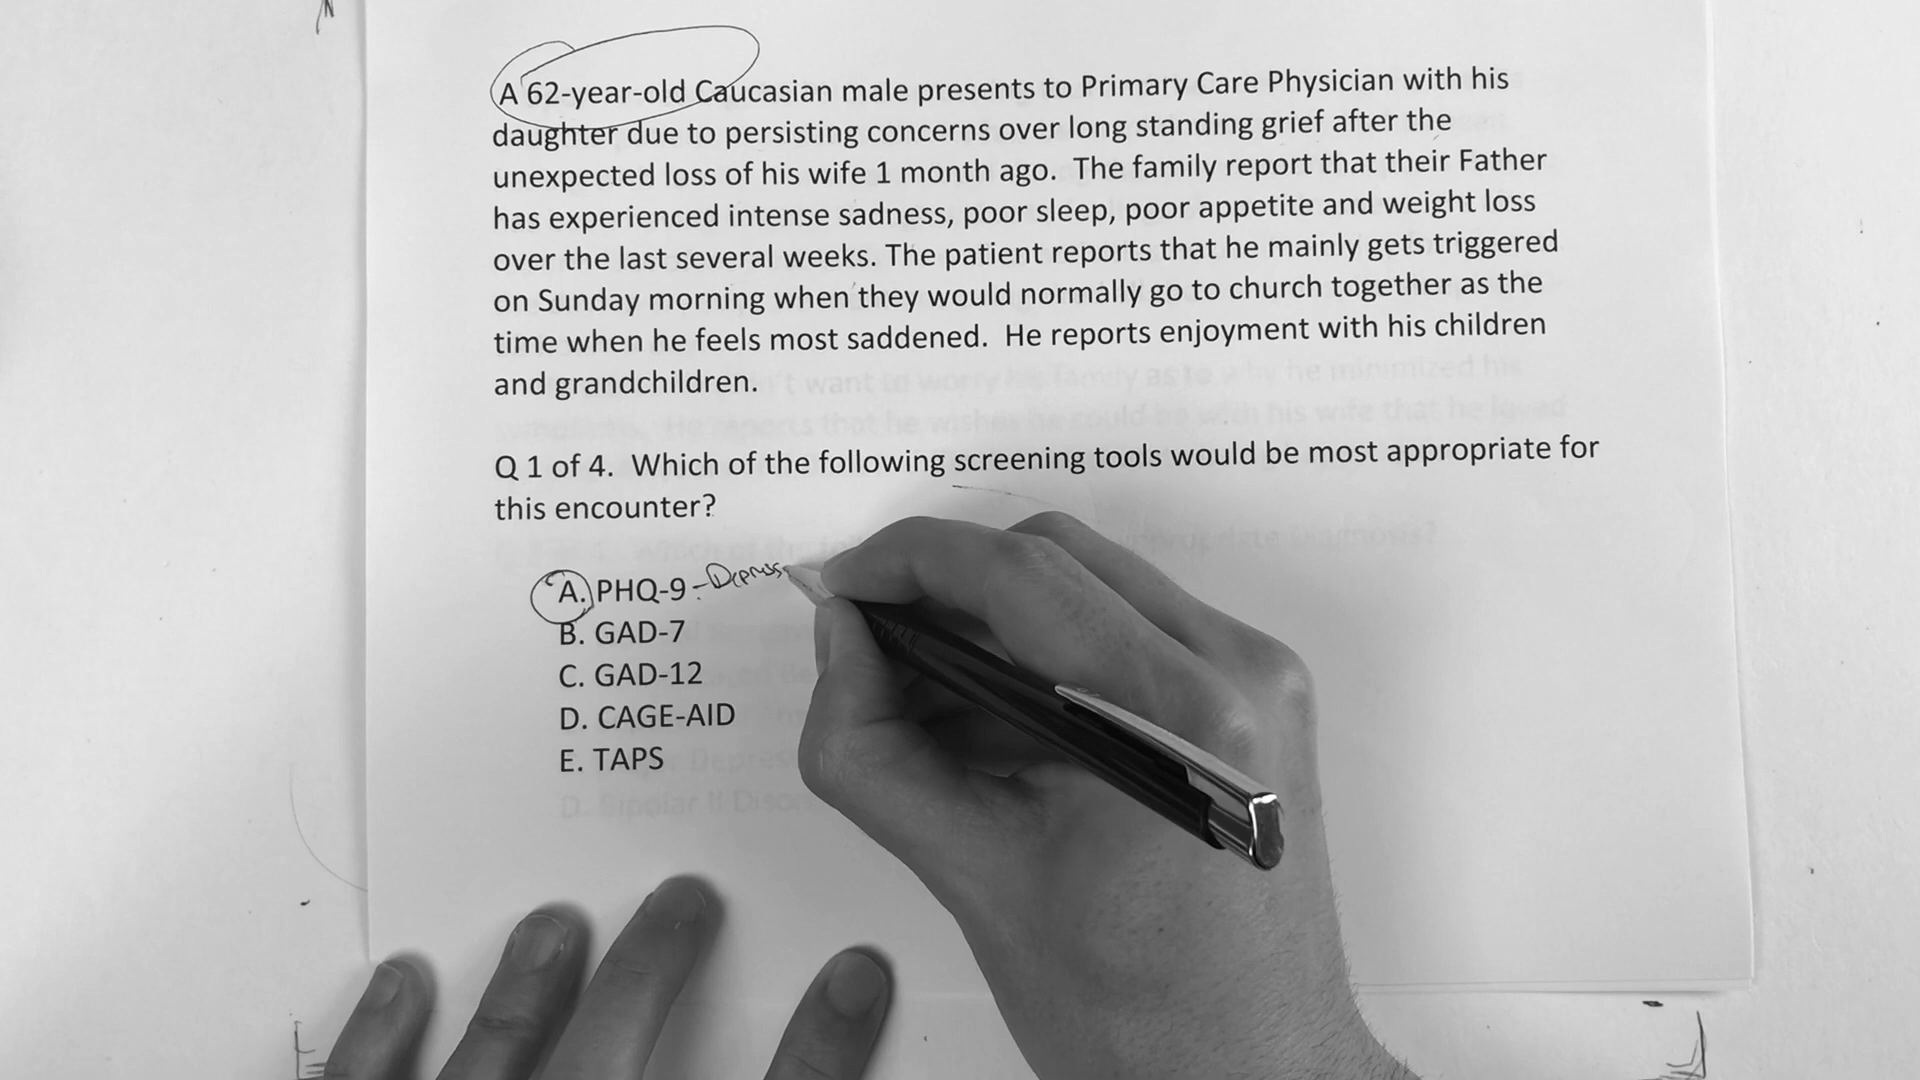 A 62-year-old Caucasian male presents to Primary Care Physician with his
daughter due to persisting concerns over long standing grief after the
unexpected loss of his wife 1 month ago. The family report that their Father
has experienced intense sadness, poor sleep, poor appetite and weight loss
over the last several weeks. The patient reports that he mainly gets triggered
on Sunday morning when they would normally go to church together as the
time when he feels most saddened. He reports enjoyment with his children
and grandchildren.
Q 1 of 4. Which of the following screening tools would be most appropriate for
this encounter?
A. PHQ-9 - Depress
B. GAD-7
C. GAD-12
D. CAGE-AID
E. TAPS